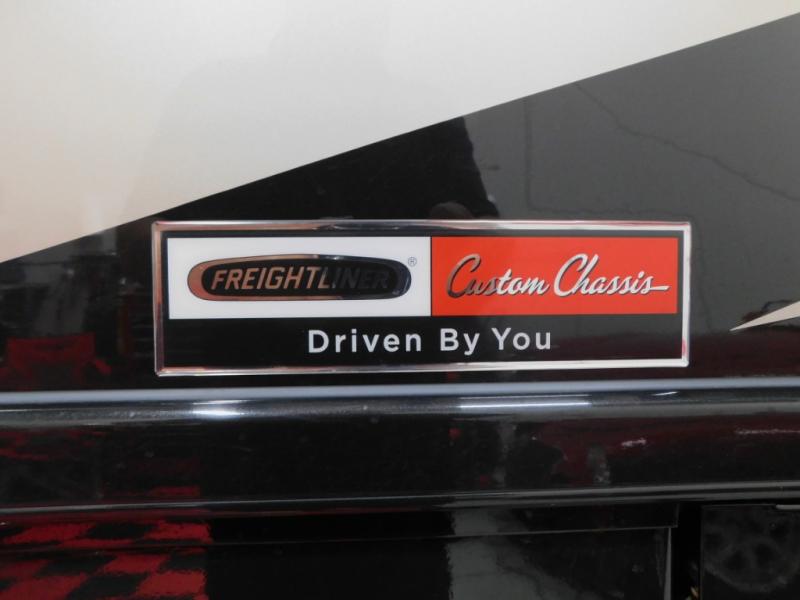 FREIGHTLINER® Custom Chassis
Driven By You